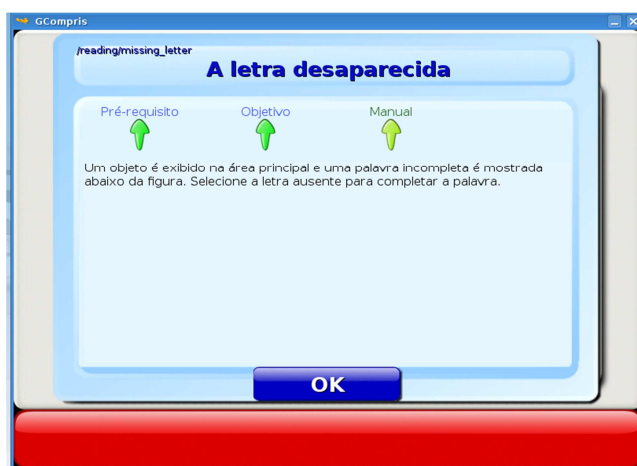 GCompris
/reading/missing_letter
A letra desaparecida
Pré-requisito Objetivo Manual
Um objeto é exibido na área principal e uma palavra incompleta é mostrada
abaixo da figura. Selecione a letra ausente para completar a palavra.
OK